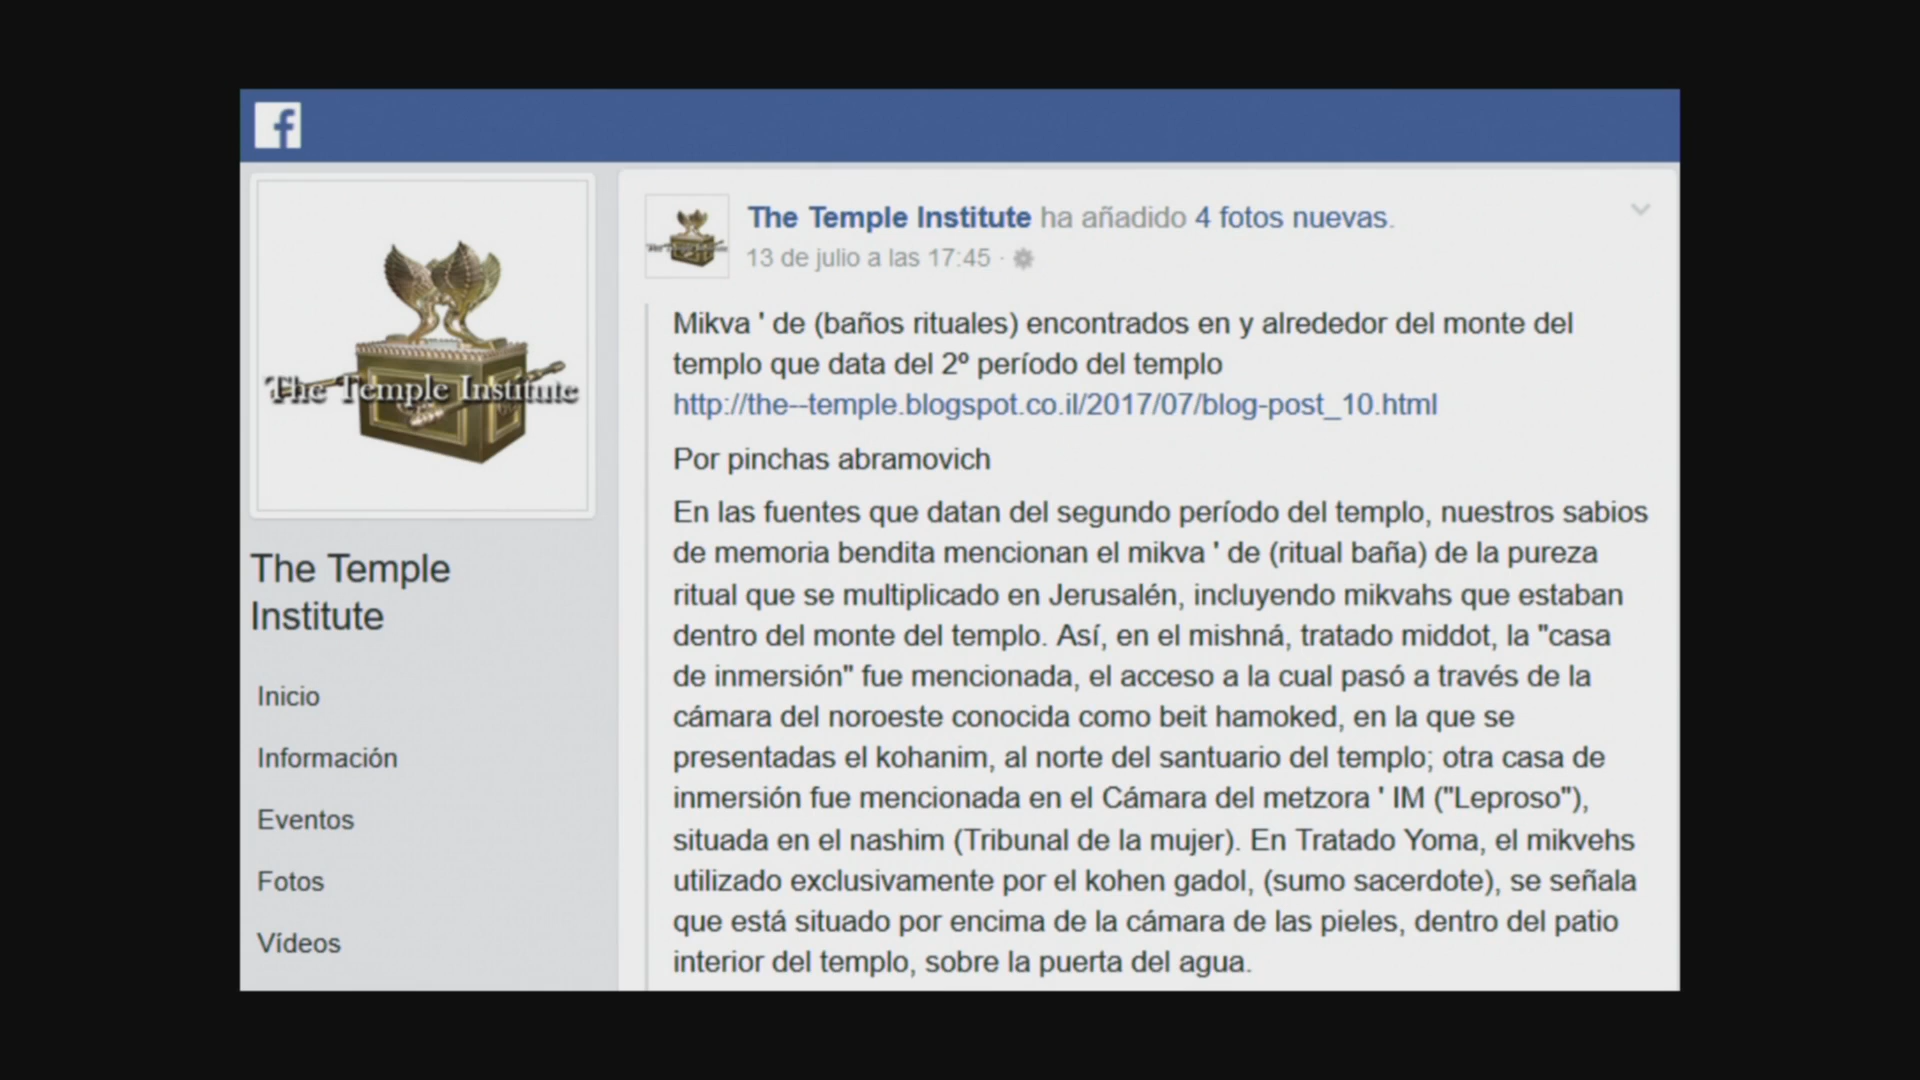 f
The Temple Institute
The Temple
Institute
Inicio
Información
Eventos
Fotos
Vídeos
The Temple Institute ha añadido 4 fotos nuevas.
13 de julio a las 17:45 ·
Mikva ' de (baños rituales) encontrados en y alrededor del monte del
templo que data del 2º período del templo
http://the--temple.blogspot.co.il/2017/07/blog-post_10.html
Por pinchas abramovich
En las fuentes que datan del segundo período del templo, nuestros sabios
de memoria bendita mencionan el mikva ' de (ritual baña) de la pureza
ritual que se multiplicado en Jerusalén, incluyendo mikvahs que estaban
dentro del monte del templo. Así, en el mishná, tratado middot, la "casa
de inmersión" fue mencionada, el acceso a la cual pasó a través de la
cámara del noroeste conocida como beit hamoked, en la que se
presentadas el kohanim, al norte del santuario del templo; otra casa de
inmersión fue mencionada en el Cámara del metzora ' IM ("Leproso"),
situada en el nashim (Tribunal de la mujer). En Tratado Yoma, el mikvehs
utilizado exclusivamente por el kohen gadol, (sumo sacerdote), se señala
que está situado por encima de la cámara de las pieles, dentro del patio
interior del templo, sobre la puerta del agua.